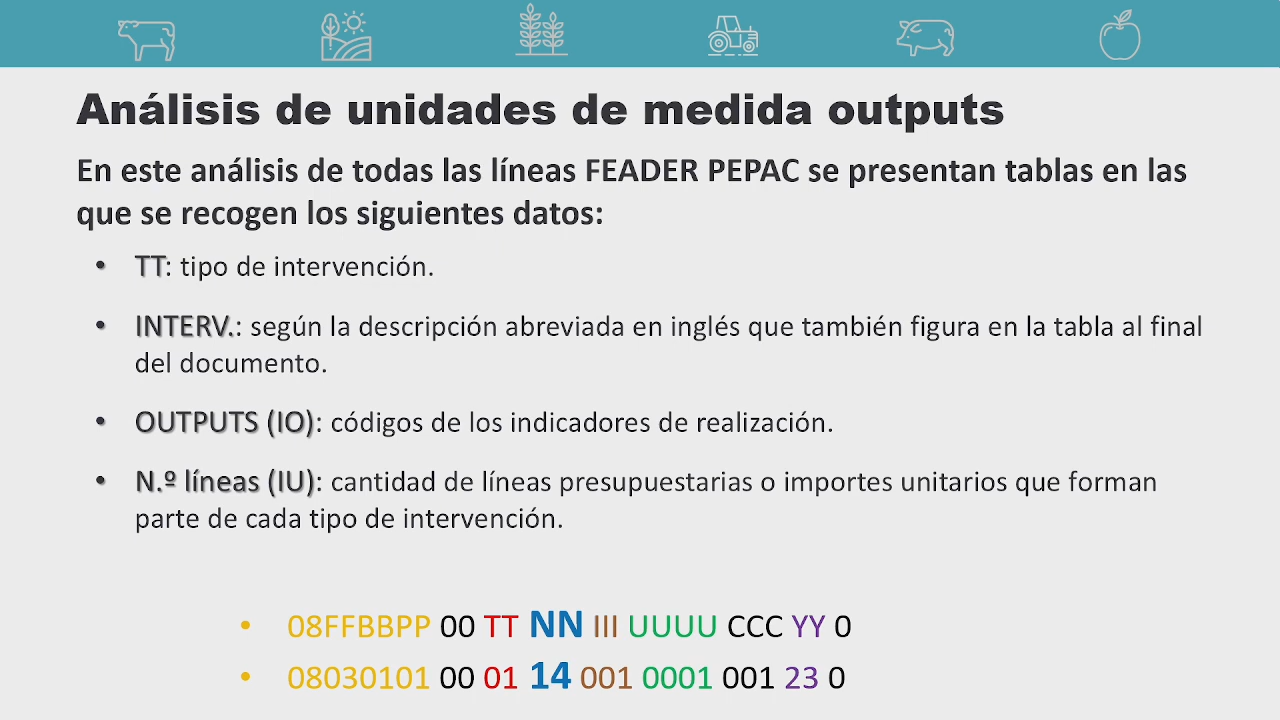 Análisis de unidades de medida outputs
En este análisis de todas las líneas FEADER PEPAC se presentan tablas en las
que se recogen los siguientes datos:
• TT: tipo de intervención.
• INTERV.: según la descripción abreviada en inglés que también figura en la tabla al final
del documento.
• OUTPUTS (IO): códigos de los indicadores de realización.
• N.º líneas (IU): cantidad de líneas presupuestarias o importes unitarios que forman
parte de cada tipo de intervención.
• 08FFBBPP 00 TT NN III UUUU CCC YY 0
• 08030101 00 01 14 001 0001 001 23 0